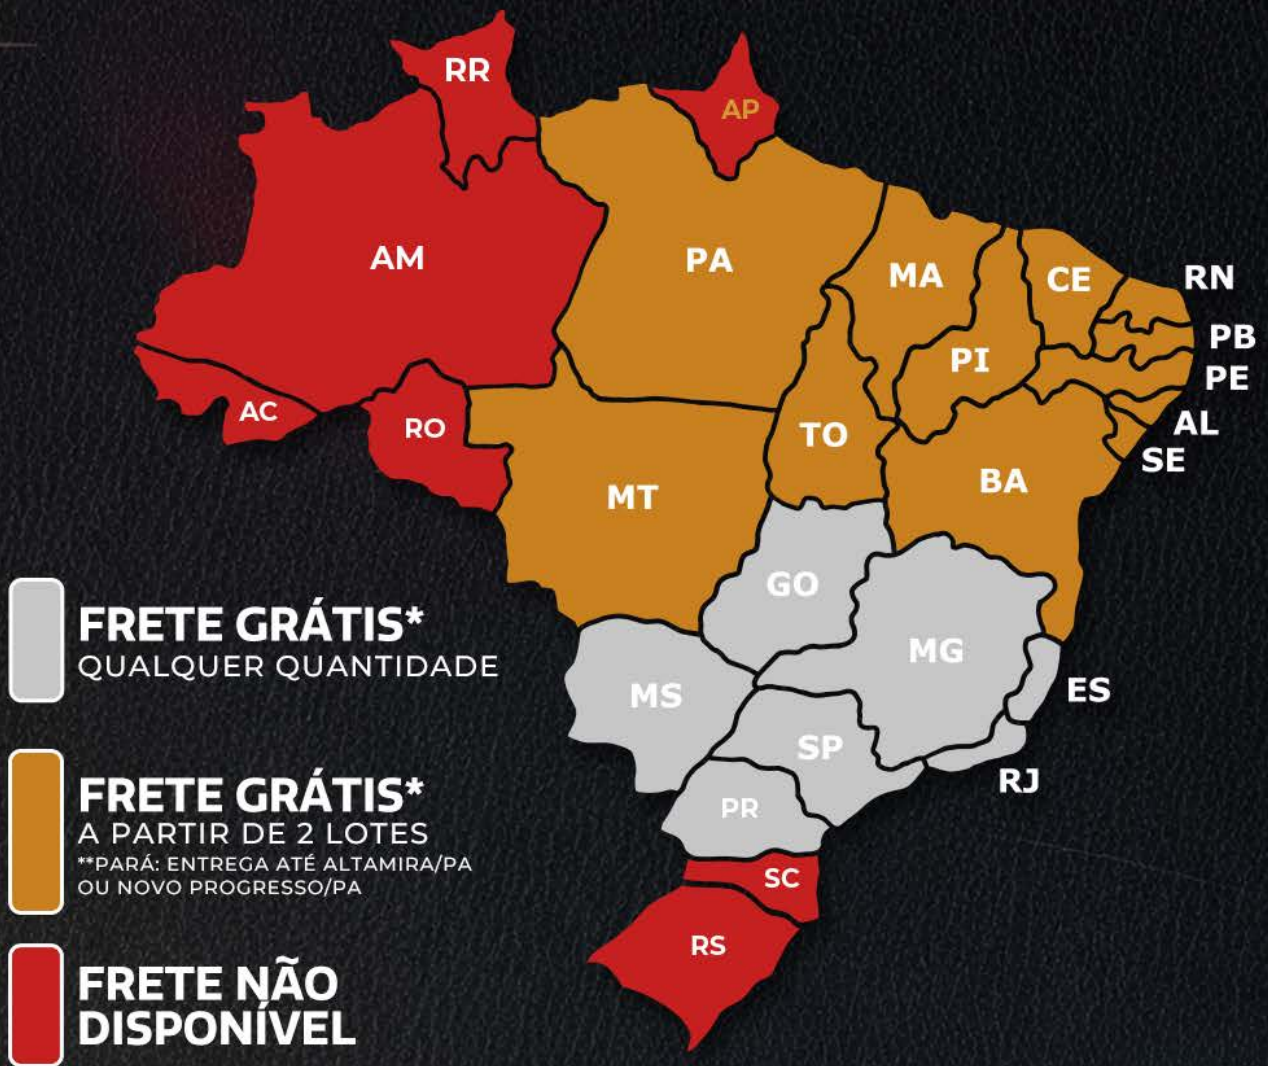 RR
AP
AM
PA
MA
CE
RN
PB
PI
PE
AC
RO
TO
AL
SE
BA
MT
GO
MG
MS
ES
SP
RJ
PR
SC
RS
FRETE GRÁTIS*
QUALQUER QUANTIDADE
FRETE GRÁTIS*
A PARTIR DE 2 LOTES
**PARÁ: ENTREGA ATÉ ALTAMIRA/PA
OU NOVO PROGRESSO/PA
FRETE NÃO
DISPONÍVEL